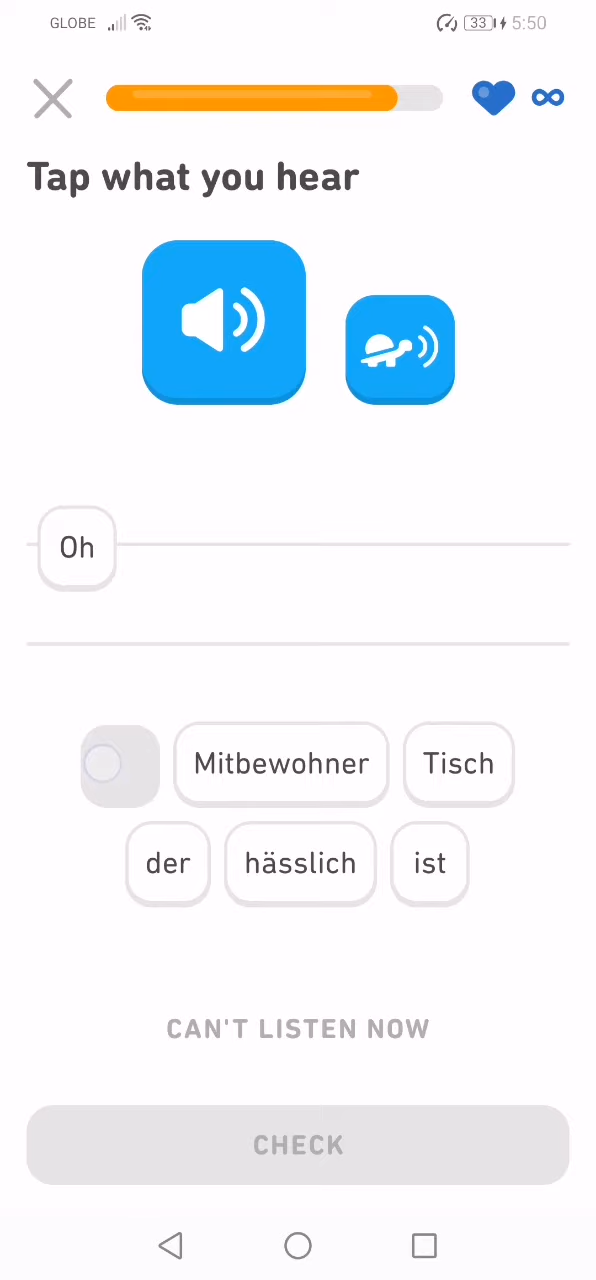 GLOBE 33 5:50
Tap what you hear
Oh
Mitbewohner Tisch
der hässlich ist
CAN'T LISTEN NOW
CHECK